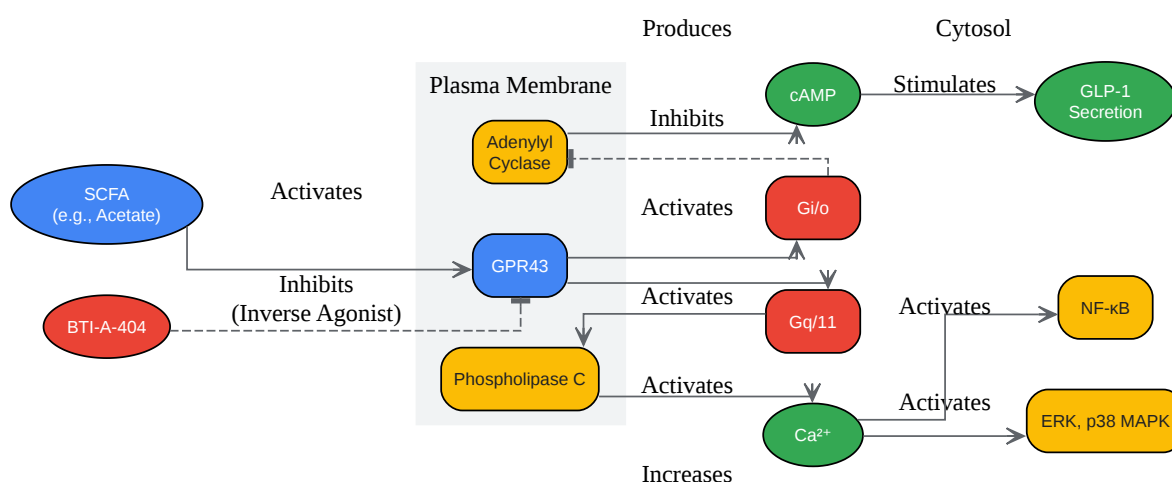 Produces
Cytosol
Plasma Membrane
cAMP
Stimulates
GLP-1
Secretion
Inhibits
Adenylyl
Cyclase
SCFA
(e.g., Acetate)
Activates
Activates
Gi/o
GPR43
Inhibits
(Inverse Agonist)
Activates
BTI-A-404
Gq/11
Activates
NF-κB
Phospholipase C
Activates
Ca²⁺
Activates
ERK, p38 MAPK
Increases